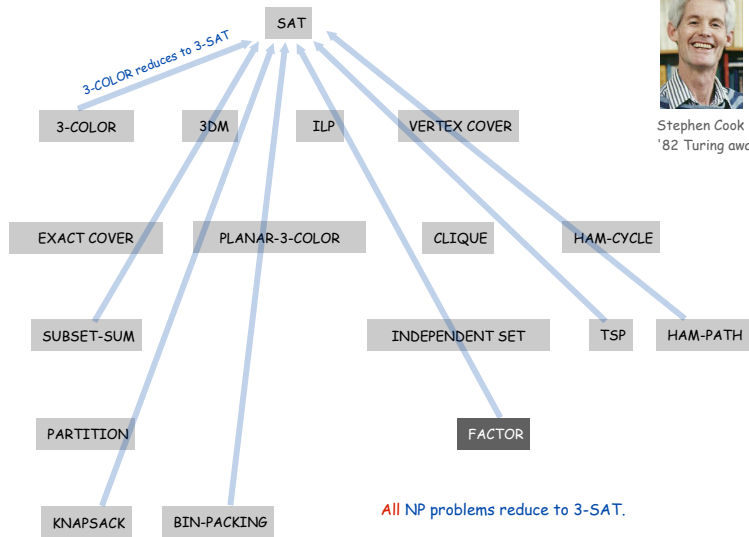 SAT
3-COLOR reduces to 3-SAT
3-COLOR
3DM
ILP
VERTEX COVER
Stephen Cook
'82 Turing awa
EXACT COVER
PLANAR-3-COLOR
CLIQUE
HAM-CYCLE
SUBSET-SUM
INDEPENDENT SET
TSP
HAM-PATH
PARTITION
FACTOR
KNAPSACK
BIN-PACKING
All NP problems reduce to 3-SAT.